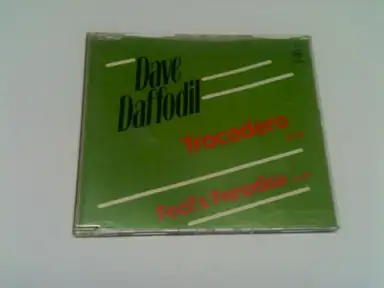 Dave
Daffodil
Trocadero
Fool's Paradise